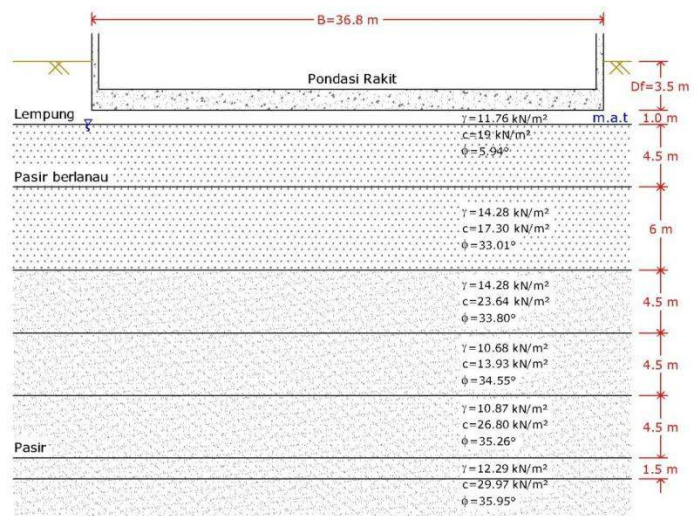 B=36.8 m
Pondasi Rakit
Df=3.5 m
Lempung
γ=11.76 kN/m²
m.a.t
1.0 m
c=19 kN/m²
ϕ=5.94°
4.5 m
Pasir berlanau
γ=14.28 kN/m²
c=17.30 kN/m²
ϕ=33.01°
6 m
γ=14.28 kN/m²
c=23.64 kN/m²
ϕ=33.80°
4.5 m
γ=10.68 kN/m²
c=13.93 kN/m²
ϕ=34.55°
4.5 m
γ=10.87 kN/m²
c=26.80 kN/m²
ϕ=35.26°
4.5 m
Pasir
γ=12.29 kN/m²
1.5 m
c=29.97 kN/m²
ϕ=35.95°